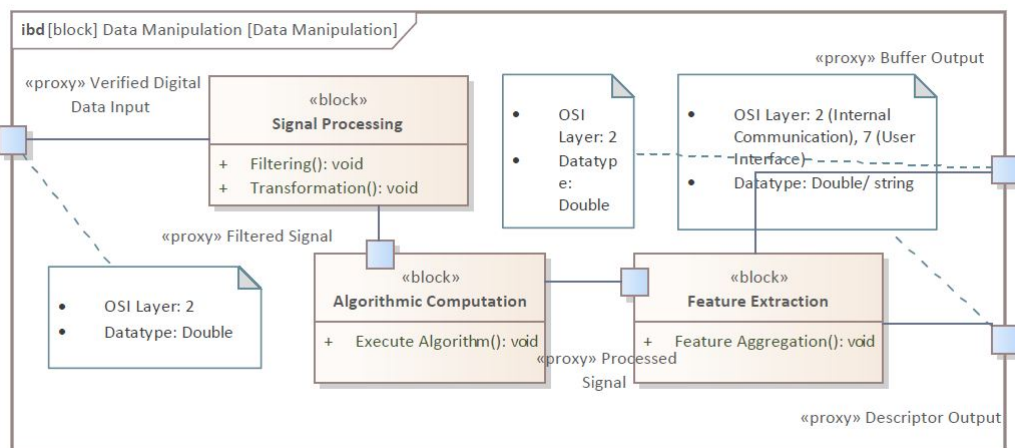 ibd [block] Data Manipulation [Data Manipulation]
«proxy» Verified Digital
Data Input
«block»
Signal Processing
+ Filtering(): void
+ Transformation(): void
• OSI
Layer: 2
• Datatyp
e:
Double
«proxy» Buffer Output
• OSI Layer: 2 (Internal
Communication), 7 (User
Interface)
• Datatype: Double/ string
«proxy» Filtered Signal
• OSI Layer: 2
• Datatype: Double
«block»
Algorithmic Computation
+ Execute Algorithm(): void
«proxy» Processed
Signal
«block»
Feature Extraction
+ Feature Aggregation(): void
«proxy» Descriptor Output